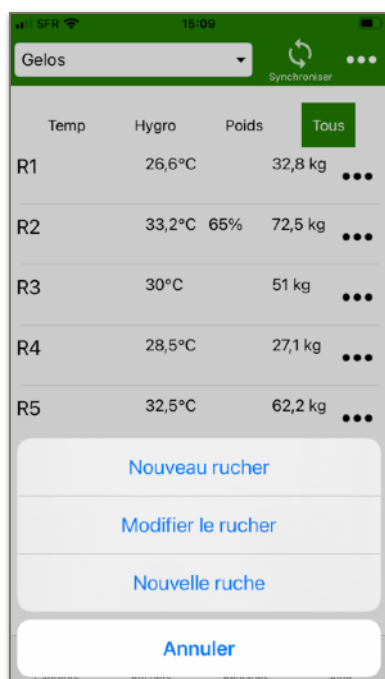 SFR 15:09
Gelos
Synchroniser
Temp Hygro Poids Tous
R1 26,6°C 32,8 kg
R2 33,2°C 65% 72,5 kg
R3 30°C 51 kg
R4 28,5°C 27,1 kg
R5 32,5°C 62,2 kg
Nouveau rucher
Modifier le rucher
Nouvelle ruche
Annuler